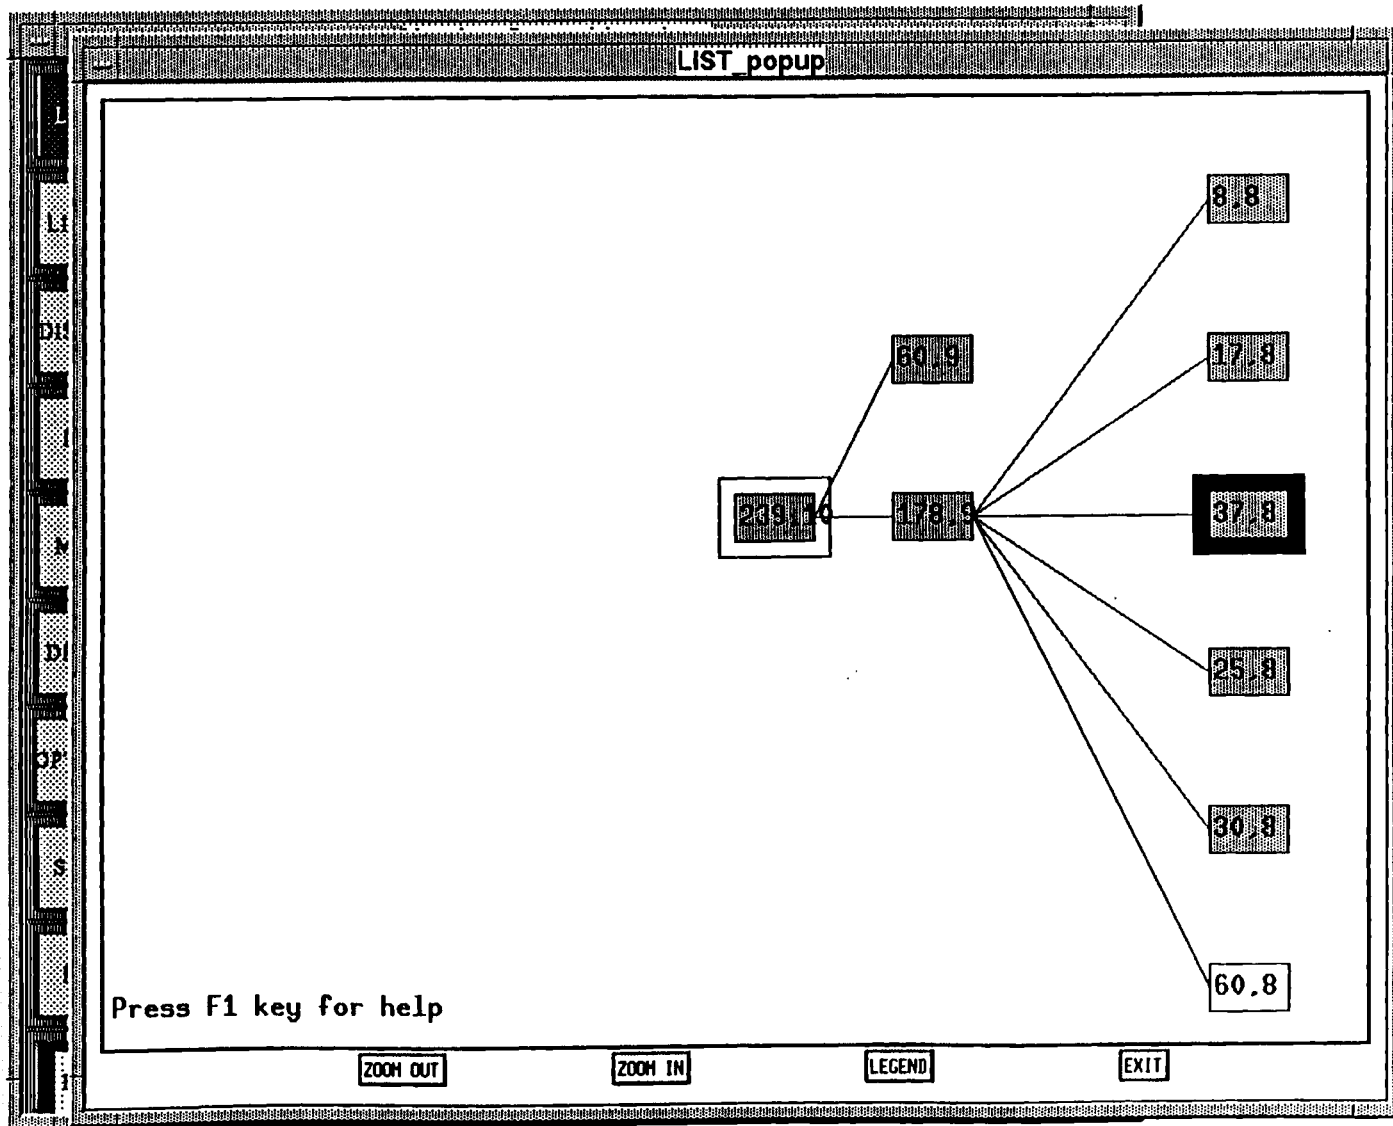 LIST_popup
8,8
60,9
17,8
239,10
178,9
37,8
25,8
30,8
60,8
Press F1 key for help
ZOOM OUT
ZOOM IN
LEGEND
EXIT